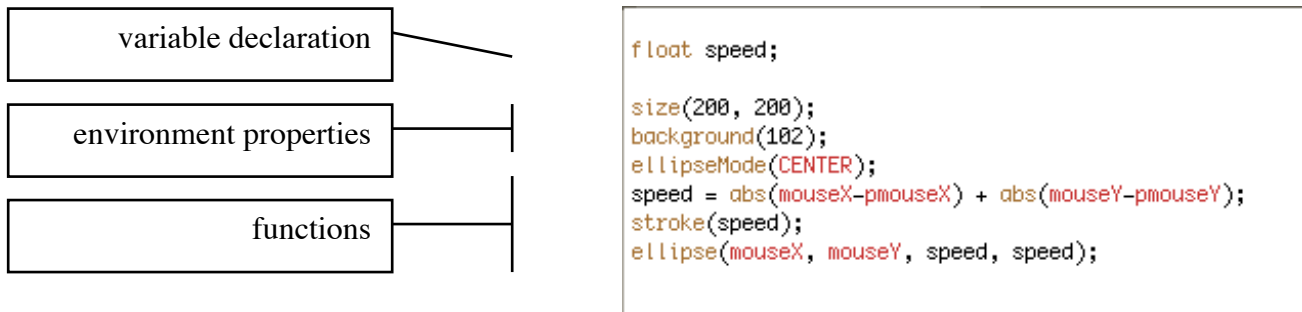 variable declaration
environment properties
functions
float speed;
size(200, 200);
background(102);
ellipseMode(CENTER);
speed = abs(mouseX-pmouseX) + abs(mouseY-pmouseY);
stroke(speed);
ellipse(mouseX, mouseY, speed, speed);